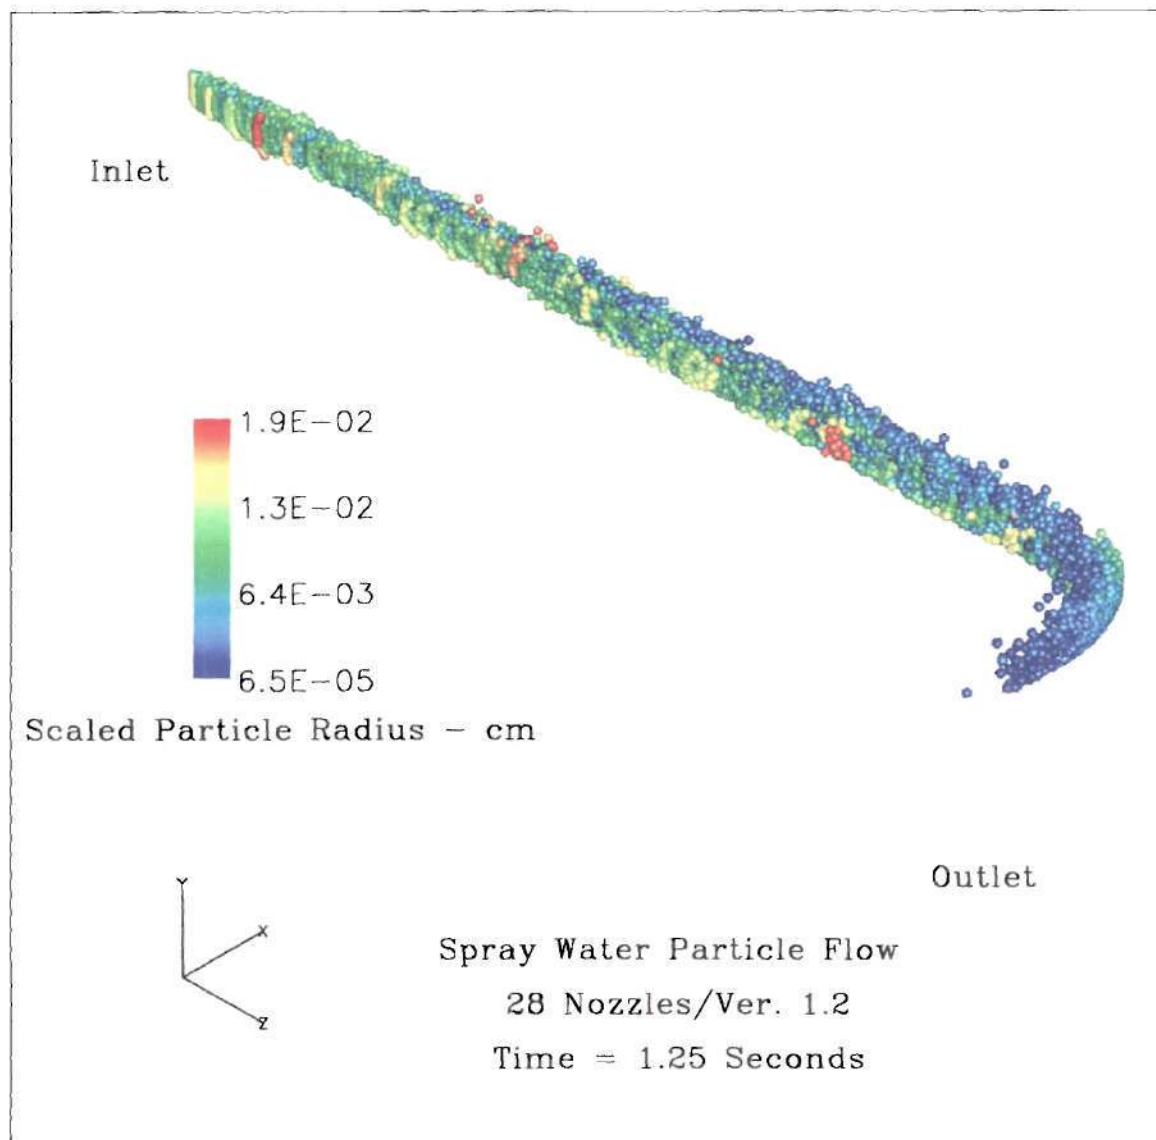 Inlet
1.9E-02
1.3E-02
6.4E-03
6.5E-05
Scaled Particle Radius - cm
Outlet
Y
X
Z
Spray Water Particle Flow
28 Nozzles/Ver. 1.2
Time = 1.25 Seconds